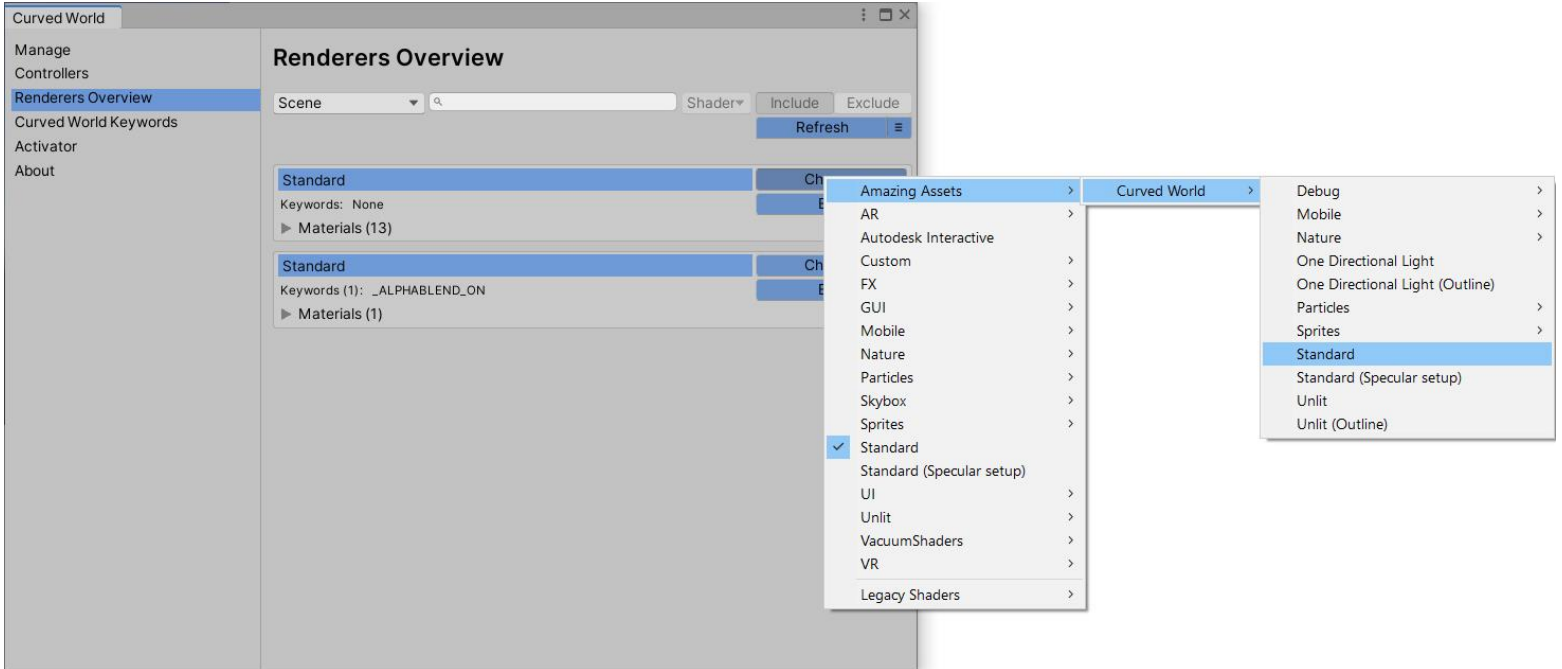 Curved World
Manage
Controllers
Renderers Overview
Curved World Keywords
Activator
About
Renderers Overview
Scene
Shader
Include
Exclude
Refresh
Standard
Ch
Keywords: None
Materials (13)
Standard
Ch
Keywords (1): _ALPHABLEND_ON
Materials (1)
Amazing Assets
AR
Autodesk Interactive
Custom
FX
GUI
Mobile
Nature
Particles
Skybox
Sprites
Standard
Standard (Specular setup)
UI
Unlit
VacuumShaders
VR
Legacy Shaders
Curved World
Debug
Mobile
Nature
One Directional Light
One Directional Light (Outline)
Particles
Sprites
Standard
Standard (Specular setup)
Unlit
Unlit (Outline)